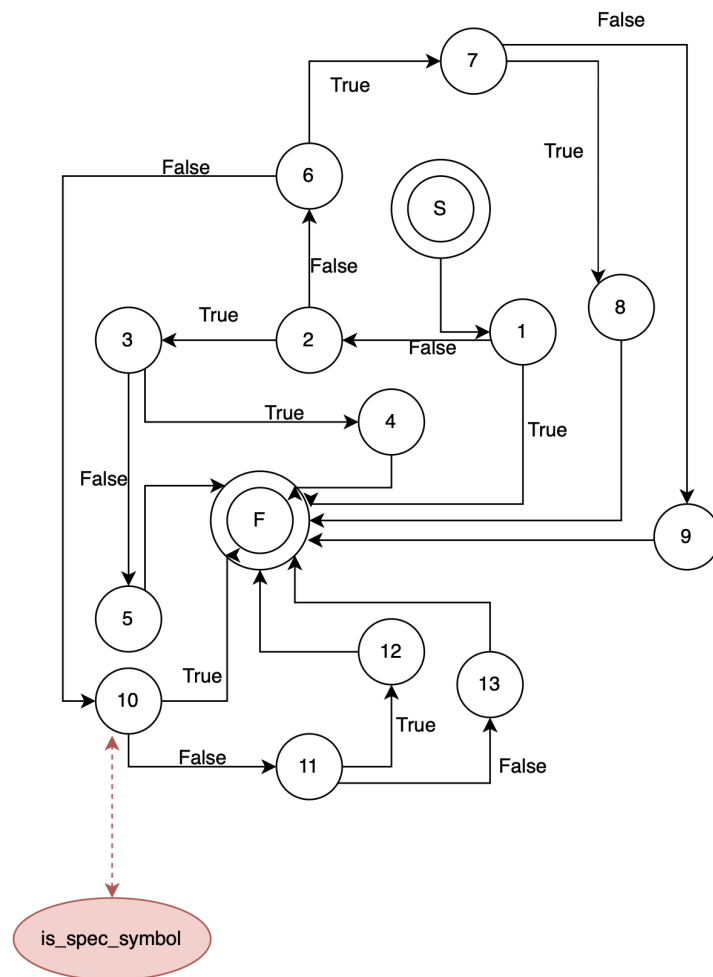 False
7
True
True
False
6
S
False
8
1
True
3
2
False
4
True
True
False
F
9
5
12
13
True
10
True
False
11
False
is_spec_symbol